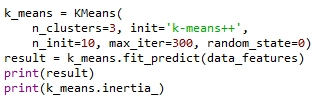 k_means = KMeans(
    n_clusters=3, init='k-means++',
    n_init=10, max_iter=300, random_state=0)
result = k_means.fit_predict(data_features)
print(result)
print(k_means.inertia_)